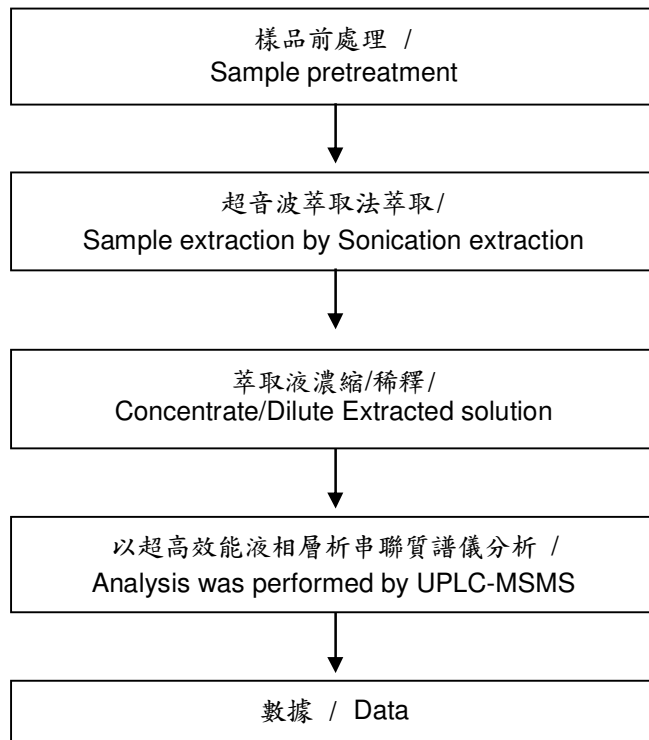 樣品前處理 /
Sample pretreatment
超音波萃取法萃取/
Sample extraction by Sonication extraction
萃取液濃縮/稀釋/
Concentrate/Dilute Extracted solution
以超高效能液相層析串聯質譜儀分析 /
Analysis was performed by UPLC-MSMS
數據 / Data